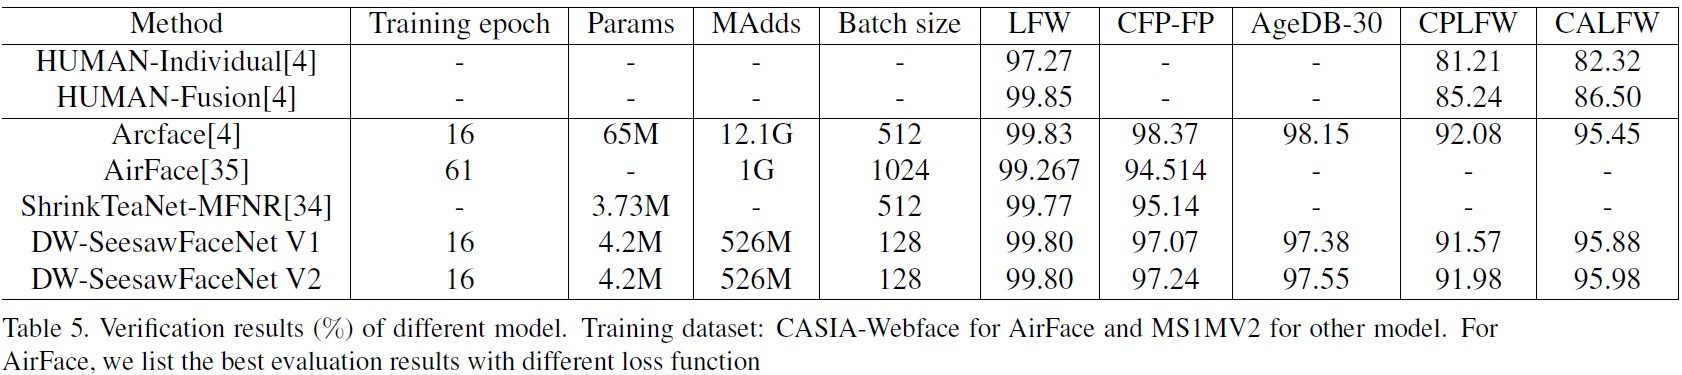 Method Training epoch Params MAdds Batch size LFW CFP-FP AgeDB-30 CPLFW CALFW
HUMAN-Individual[4] - - - - 97.27 - - 81.21 82.32
HUMAN-Fusion[4] - - - - 99.85 - - 85.24 86.50
Arcface[4] 16 65M 12.1G 512 99.83 98.37 98.15 92.08 95.45
AirFace[35] 61 - 1G 1024 99.267 94.514 - - -
ShrinkTeaNet-MFNR[34] - 3.73M - 512 99.77 95.14 - - -
DW-SeesawFaceNet V1 16 4.2M 526M 128 99.80 97.07 97.38 91.57 95.88
DW-SeesawFaceNet V2 16 4.2M 526M 128 99.80 97.24 97.55 91.98 95.98
Table 5. Verification results (%) of different model. Training dataset: CASIA-Webface for AirFace and MS1MV2 for other model. For
AirFace, we list the best evaluation results with different loss function